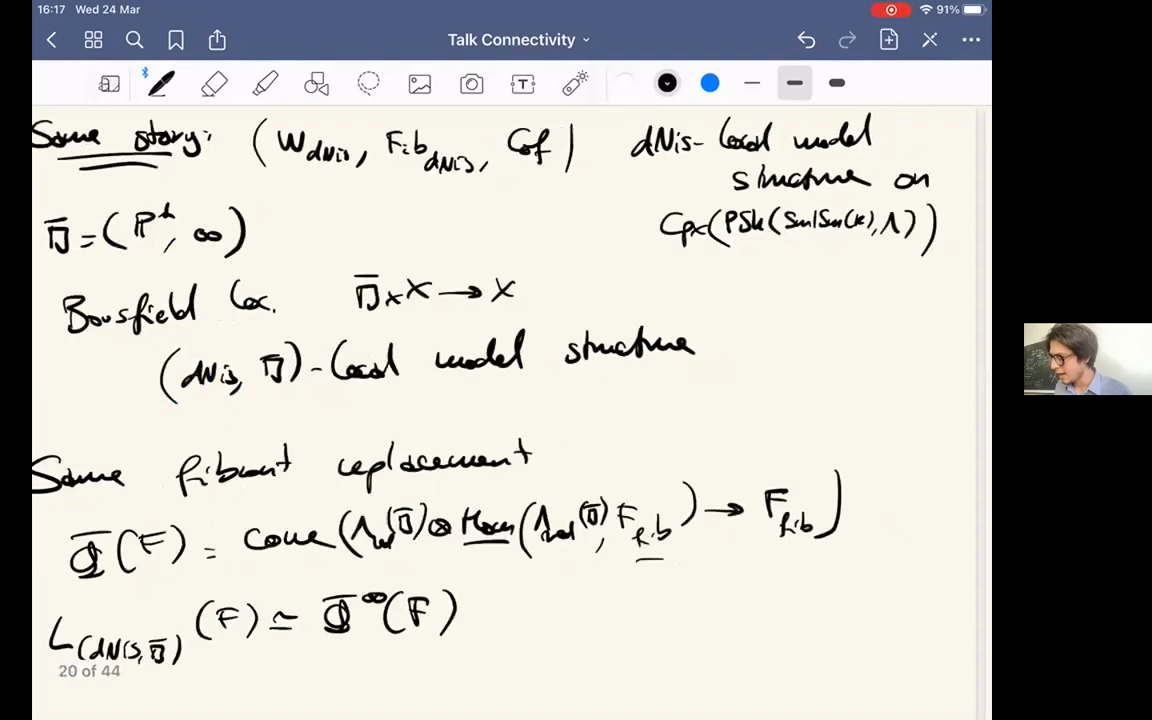 16:17 Wed 24 Mar
91%
Talk Connectivity
Same story: (W_dNis, Fib_dNis, Cof) dNis-local model
structure on
Cpx(PSh(SmlSm(k), Λ))
□̅ = (P^1, ∞)
Bousfield loc. □̅ × X → X
(dNis, □̅)-local model structure
Same fibrant replacement
Φ(F) = cone(Λ_tr(□̅) ⊗ Hom(Λ_tr(□̅), F_fib) → F_fib)
L_(dNis, □̅) (F) ≃ Φ^∞(F)
20 of 44